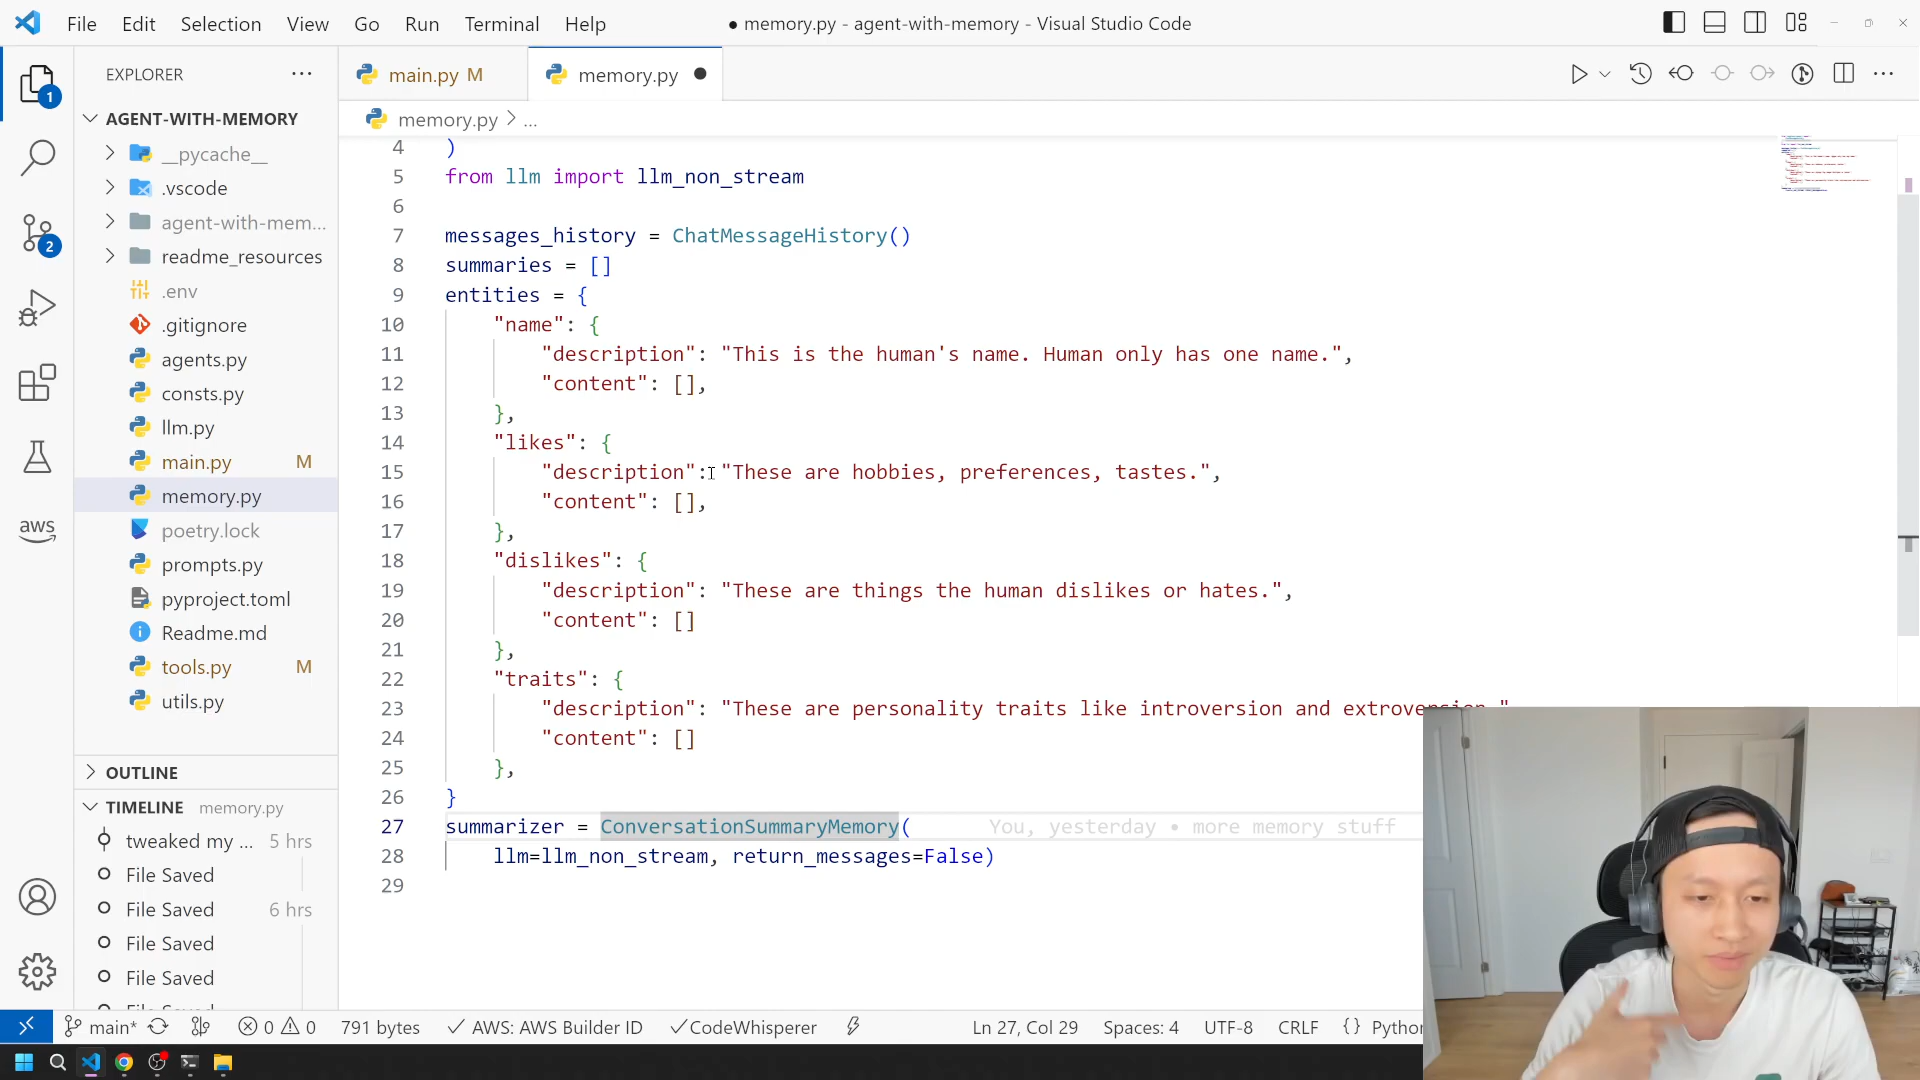 File Edit Selection View Go Run Terminal Help
● memory.py - agent-with-memory - Visual Studio Code
EXPLORER
main.py M
memory.py
AGENT-WITH-MEMORY
memory.py > ...
__pycache__
.vscode
agent-with-mem...
readme_resources
.env
.gitignore
agents.py
consts.py
llm.py
main.py M
memory.py
poetry.lock
prompts.py
pyproject.toml
Readme.md
tools.py M
utils.py
OUTLINE
TIMELINE memory.py
tweaked my ... 5 hrs
File Saved
File Saved 6 hrs
File Saved
File Saved
1
2
aws
4 )
5 from llm import llm_non_stream
6
7 messages_history = ChatMessageHistory()
8 summaries = []
9 entities = {
10 "name": {
11 "description": "This is the human's name. Human only has one name.",
12 "content": [],
13 },
14 "likes": {
15 "description": "These are hobbies, preferences, tastes.",
16 "content": [],
17 },
18 "dislikes": {
19 "description": "These are things the human dislikes or hates.",
20 "content": []
21 },
22 "traits": {
23 "description": "These are personality traits like introversion and extroversion."
24 "content": []
25 },
26 }
27 summarizer = ConversationSummaryMemory( You, yesterday • more memory stuff
28 llm=llm_non_stream, return_messages=False)
29
main* 0 0 791 bytes AWS: AWS Builder ID CodeWhisperer Ln 27, Col 29 Spaces: 4 UTF-8 CRLF {} Python